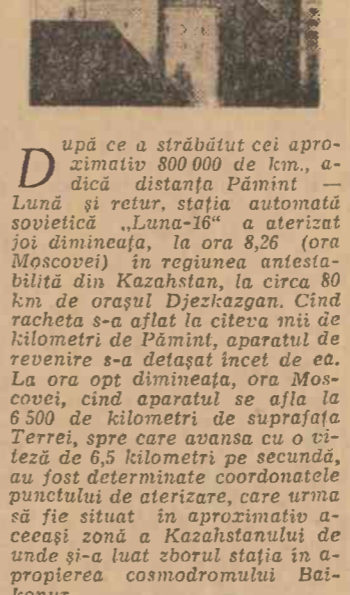 După ce a străbătut cei apro-
ximativ 800 000 de km., a-
dică distanța Pămînt —
Lună și retur, stația automată
sovietică „Luna-16“ a aterizat
joi dimineața, la ora 8,26 (ora
Moscovei) în regiunea antesta-
bilită din Kazahstan, la circa 80
km de orașul Djezkazgan. Cînd
racheta s-a aflat la cîteva mii de
kilometri de Pămînt, aparatul de
revenire s-a detașat încet de ea.
La ora opt dimineața, ora Mos-
covei, cînd aparatul se afla la
6 500 de kilometri de suprafața
Terrei, spre care avansa cu o vi-
teză de 6,5 kilometri pe secundă,
au fost determinate coordonatele
punctului de aterizare, care urma
să fie situat în aproximativ a-
ceeași zonă a Kazahstanului de
unde și-a luat zborul stația în a-
propierea cosmodromului Bai-
konur.